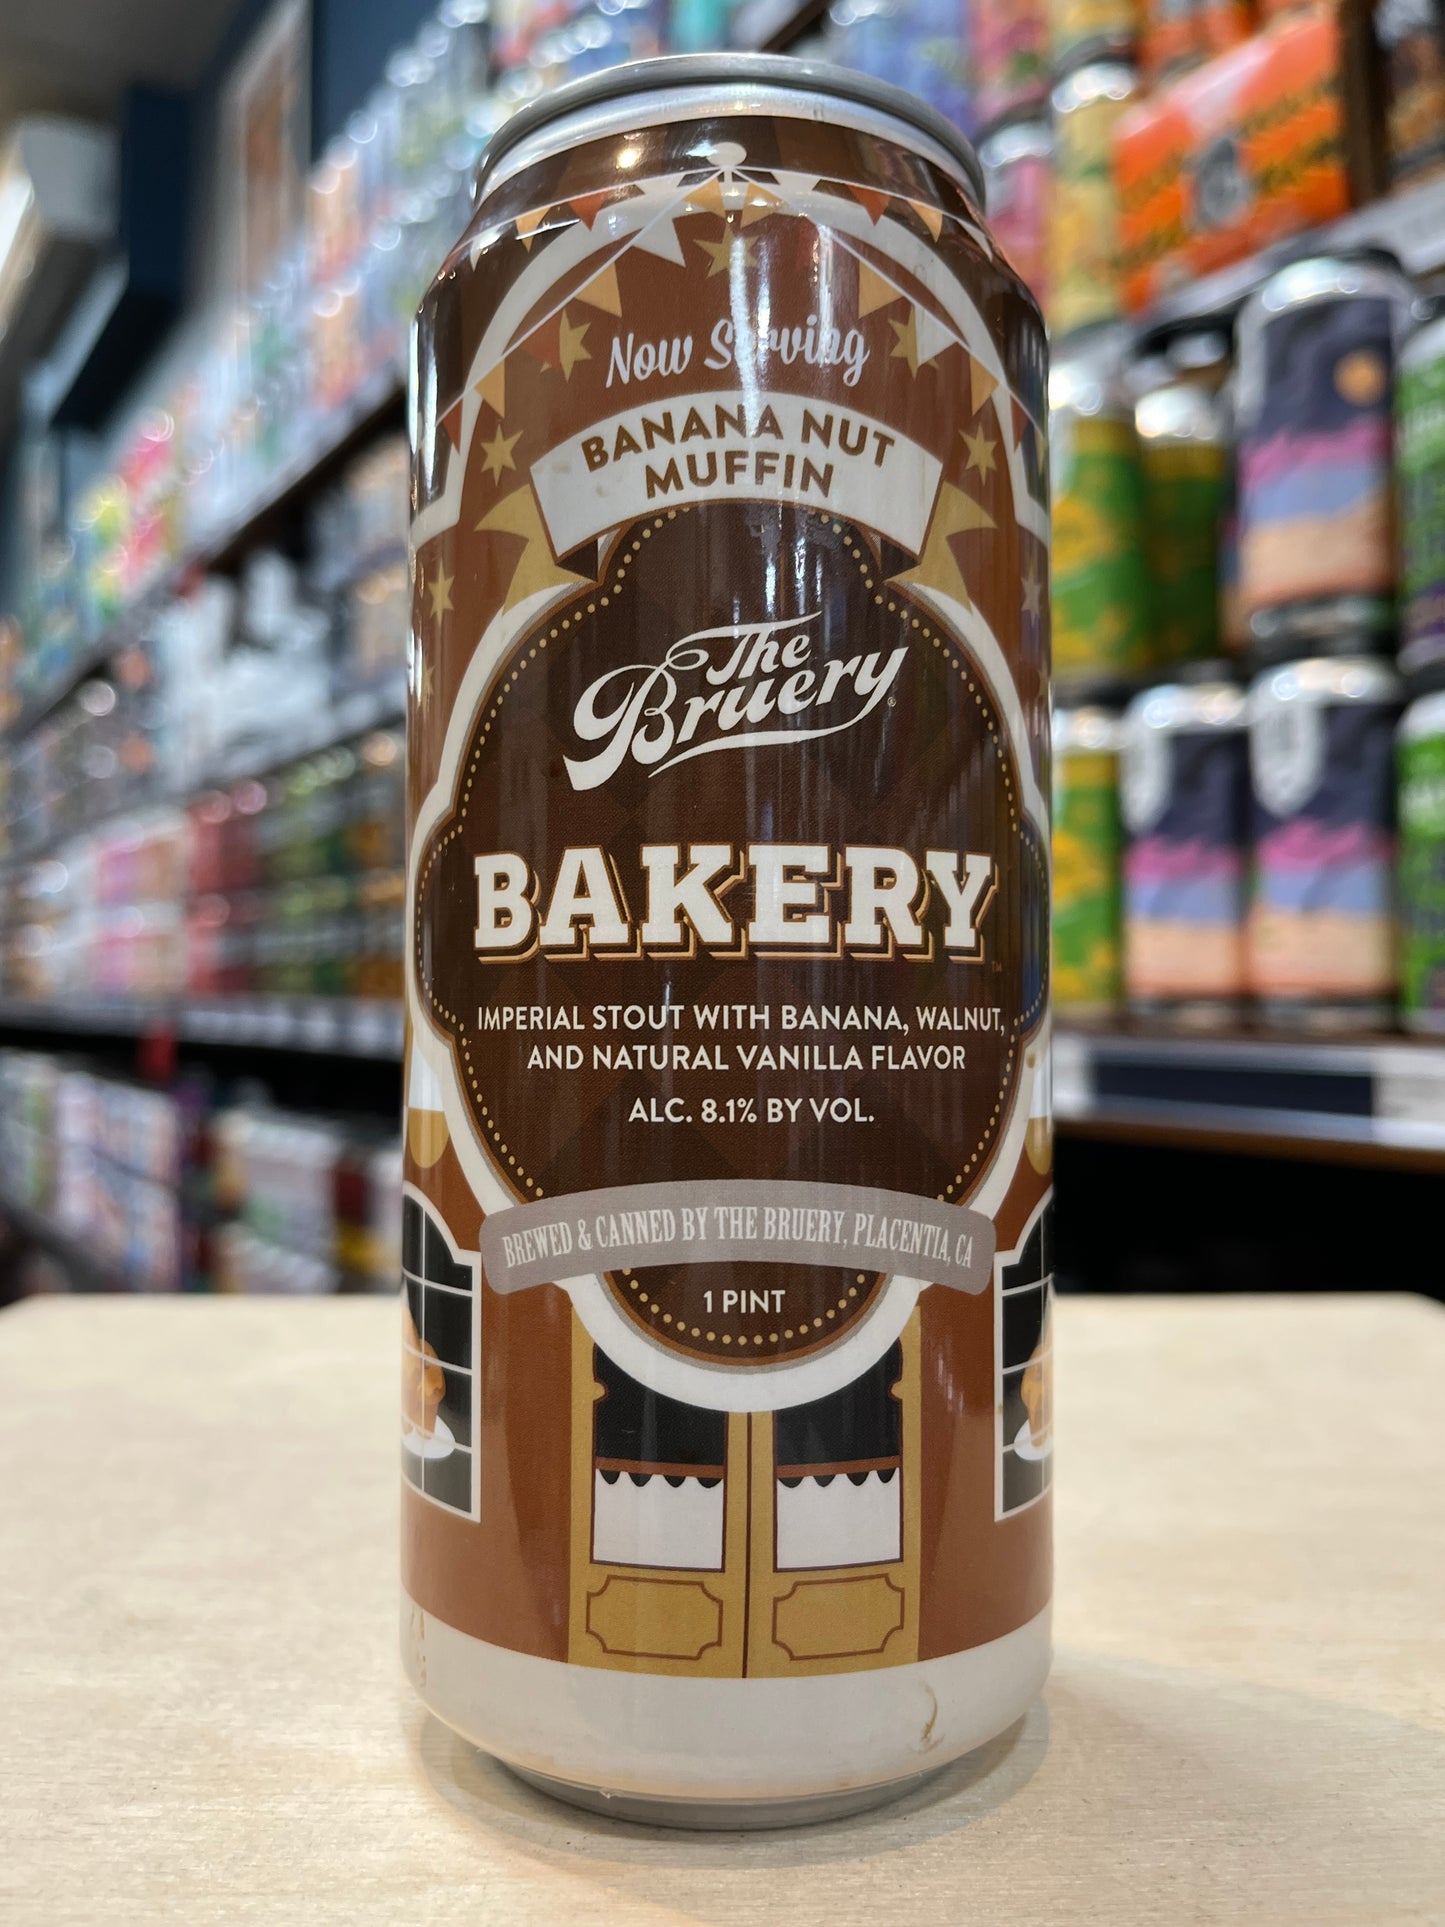 Now Serving
BANANA NUT
MUFFIN
The
Bruery®
BAKERY™
IMPERIAL STOUT WITH BANANA, WALNUT,
AND NATURAL VANILLA FLAVOR
ALC. 8.1% BY VOL.
BREWED & CANNED BY THE BRUERY, PLACENTIA, CA
1 PINT